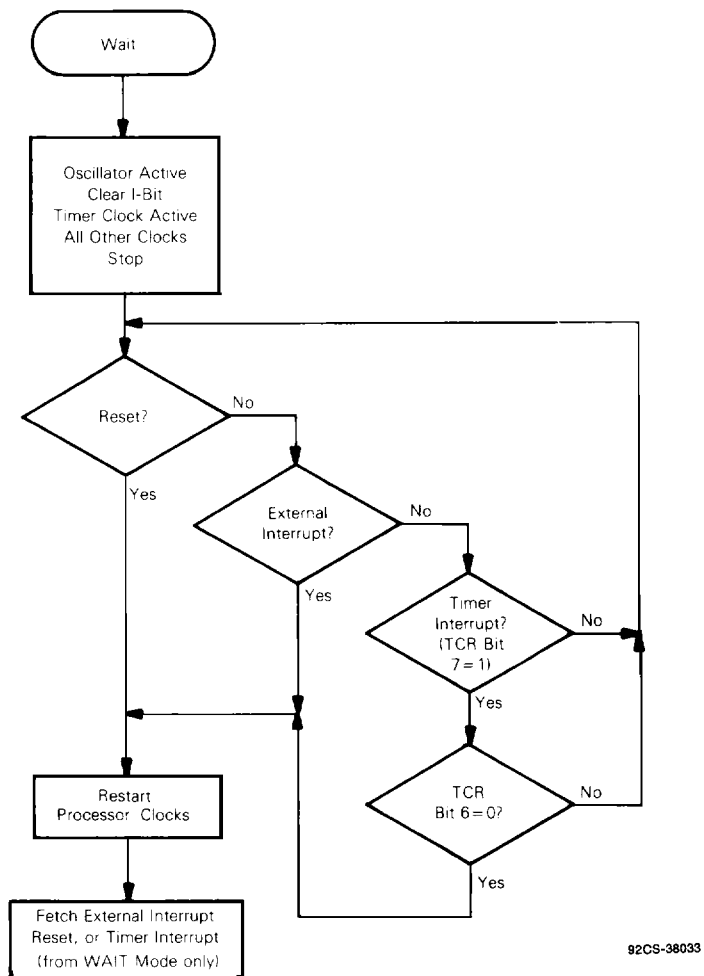 Wait
Oscillator Active
Clear I-Bit
Timer Clock Active
All Other Clocks
Stop
Reset?
No
Yes
External
Interrupt?
No
Yes
Timer
Interrupt?
(TCR Bit
7=1)
No
Yes
TCR
Bit 6=0?
No
Yes
Restart
Processor Clocks
Fetch External Interrupt
Reset, or Timer Interrupt
(from WAIT Mode only)
92CS-38033